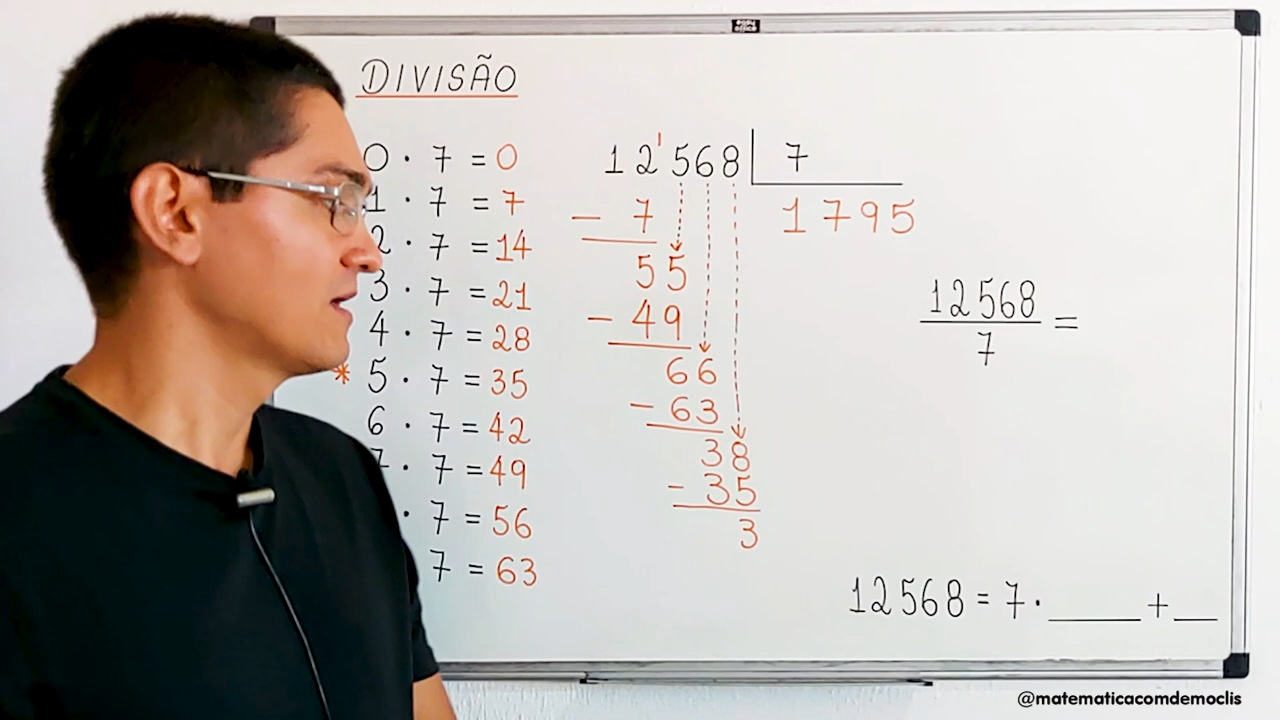 DIVISÃO
0 · 7 = 0
1 · 7 = 7
2 · 7 = 14
3 · 7 = 21
4 · 7 = 28
* 5 · 7 = 35
6 · 7 = 42
7 · 7 = 49
· 7 = 56
7 = 63
12'568 | 7
- 7
1795
55
- 49
66
- 63
38
- 35
3
12568
7
=
12568 = 7 · ____ + __
@matematicacomdemoclis